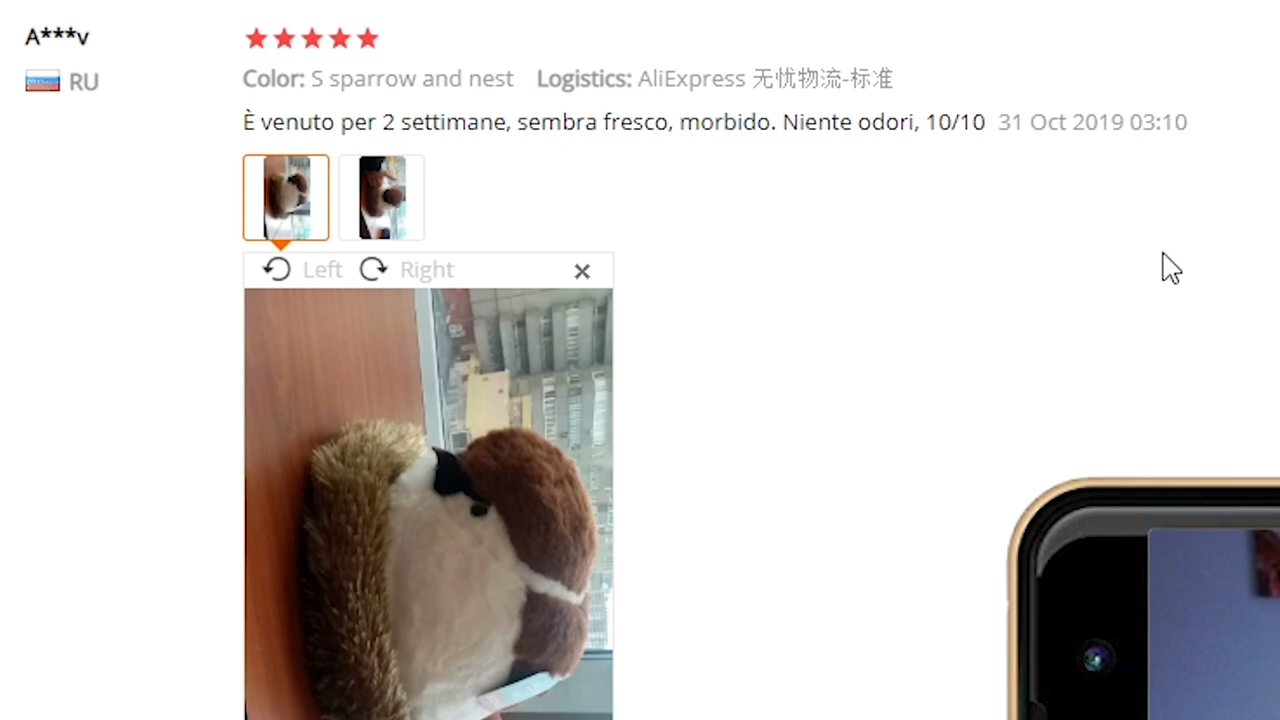 A***v
RU
Color: S sparrow and nest Logistics: AliExpress 无忧物流-标准
È venuto per 2 settimane, sembra fresco, morbido. Niente odori, 10/10 31 Oct 2019 03:10
Left Right